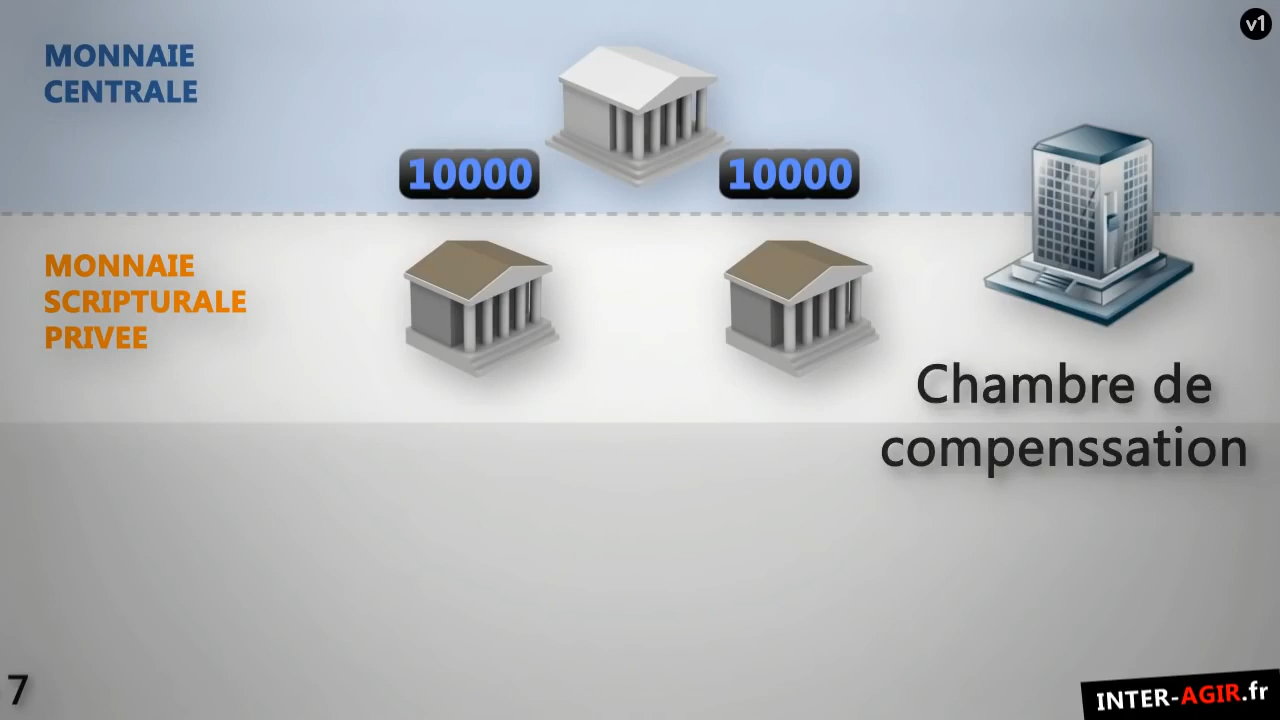 v1
MONNAIE
CENTRALE
10000
10000
MONNAIE
SCRIPTURALE
PRIVEE
Chambre de
compenssation
7
INTER-AGIR.fr